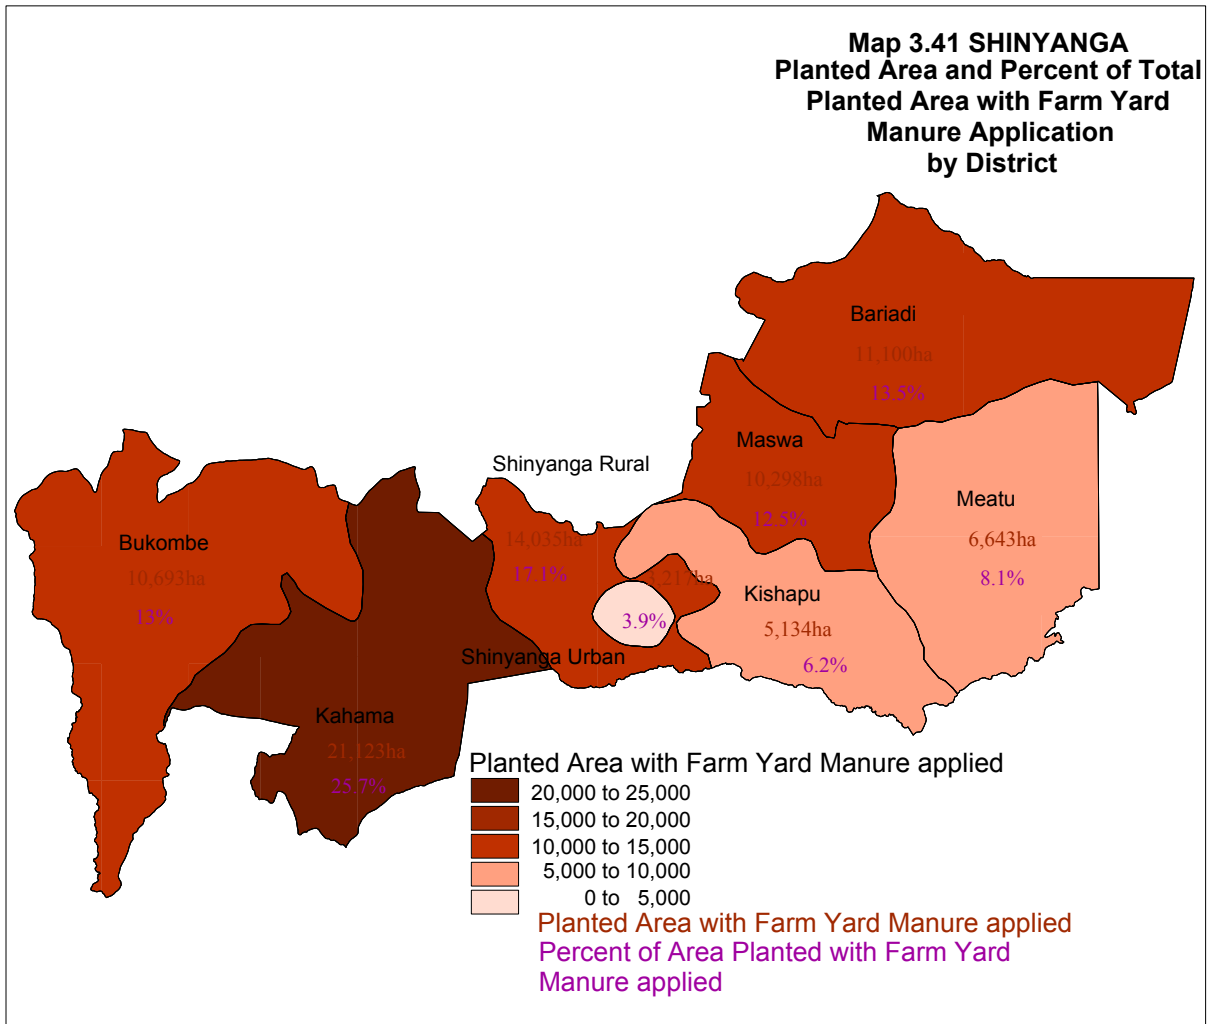 Map 3.41 SHINYANGA
Planted Area and Percent of Total
Planted Area with Farm Yard
Manure Application
by District
Bariadi
11,100ha
13.5%
Maswa
10,298ha
12.5%
Meatu
6,643ha
8.1%
Shinyanga Rural
14,035ha
17.1%
Bukombe
10,693ha
13%
3,217ha
3.9%
Shinyanga Urban
Kishapu
5,134ha
6.2%
Kahama
21,123ha
25.7%
Planted Area with Farm Yard Manure applied
20,000 to 25,000
15,000 to 20,000
10,000 to 15,000
5,000 to 10,000
0 to 5,000
Planted Area with Farm Yard Manure applied
Percent of Area Planted with Farm Yard
Manure applied